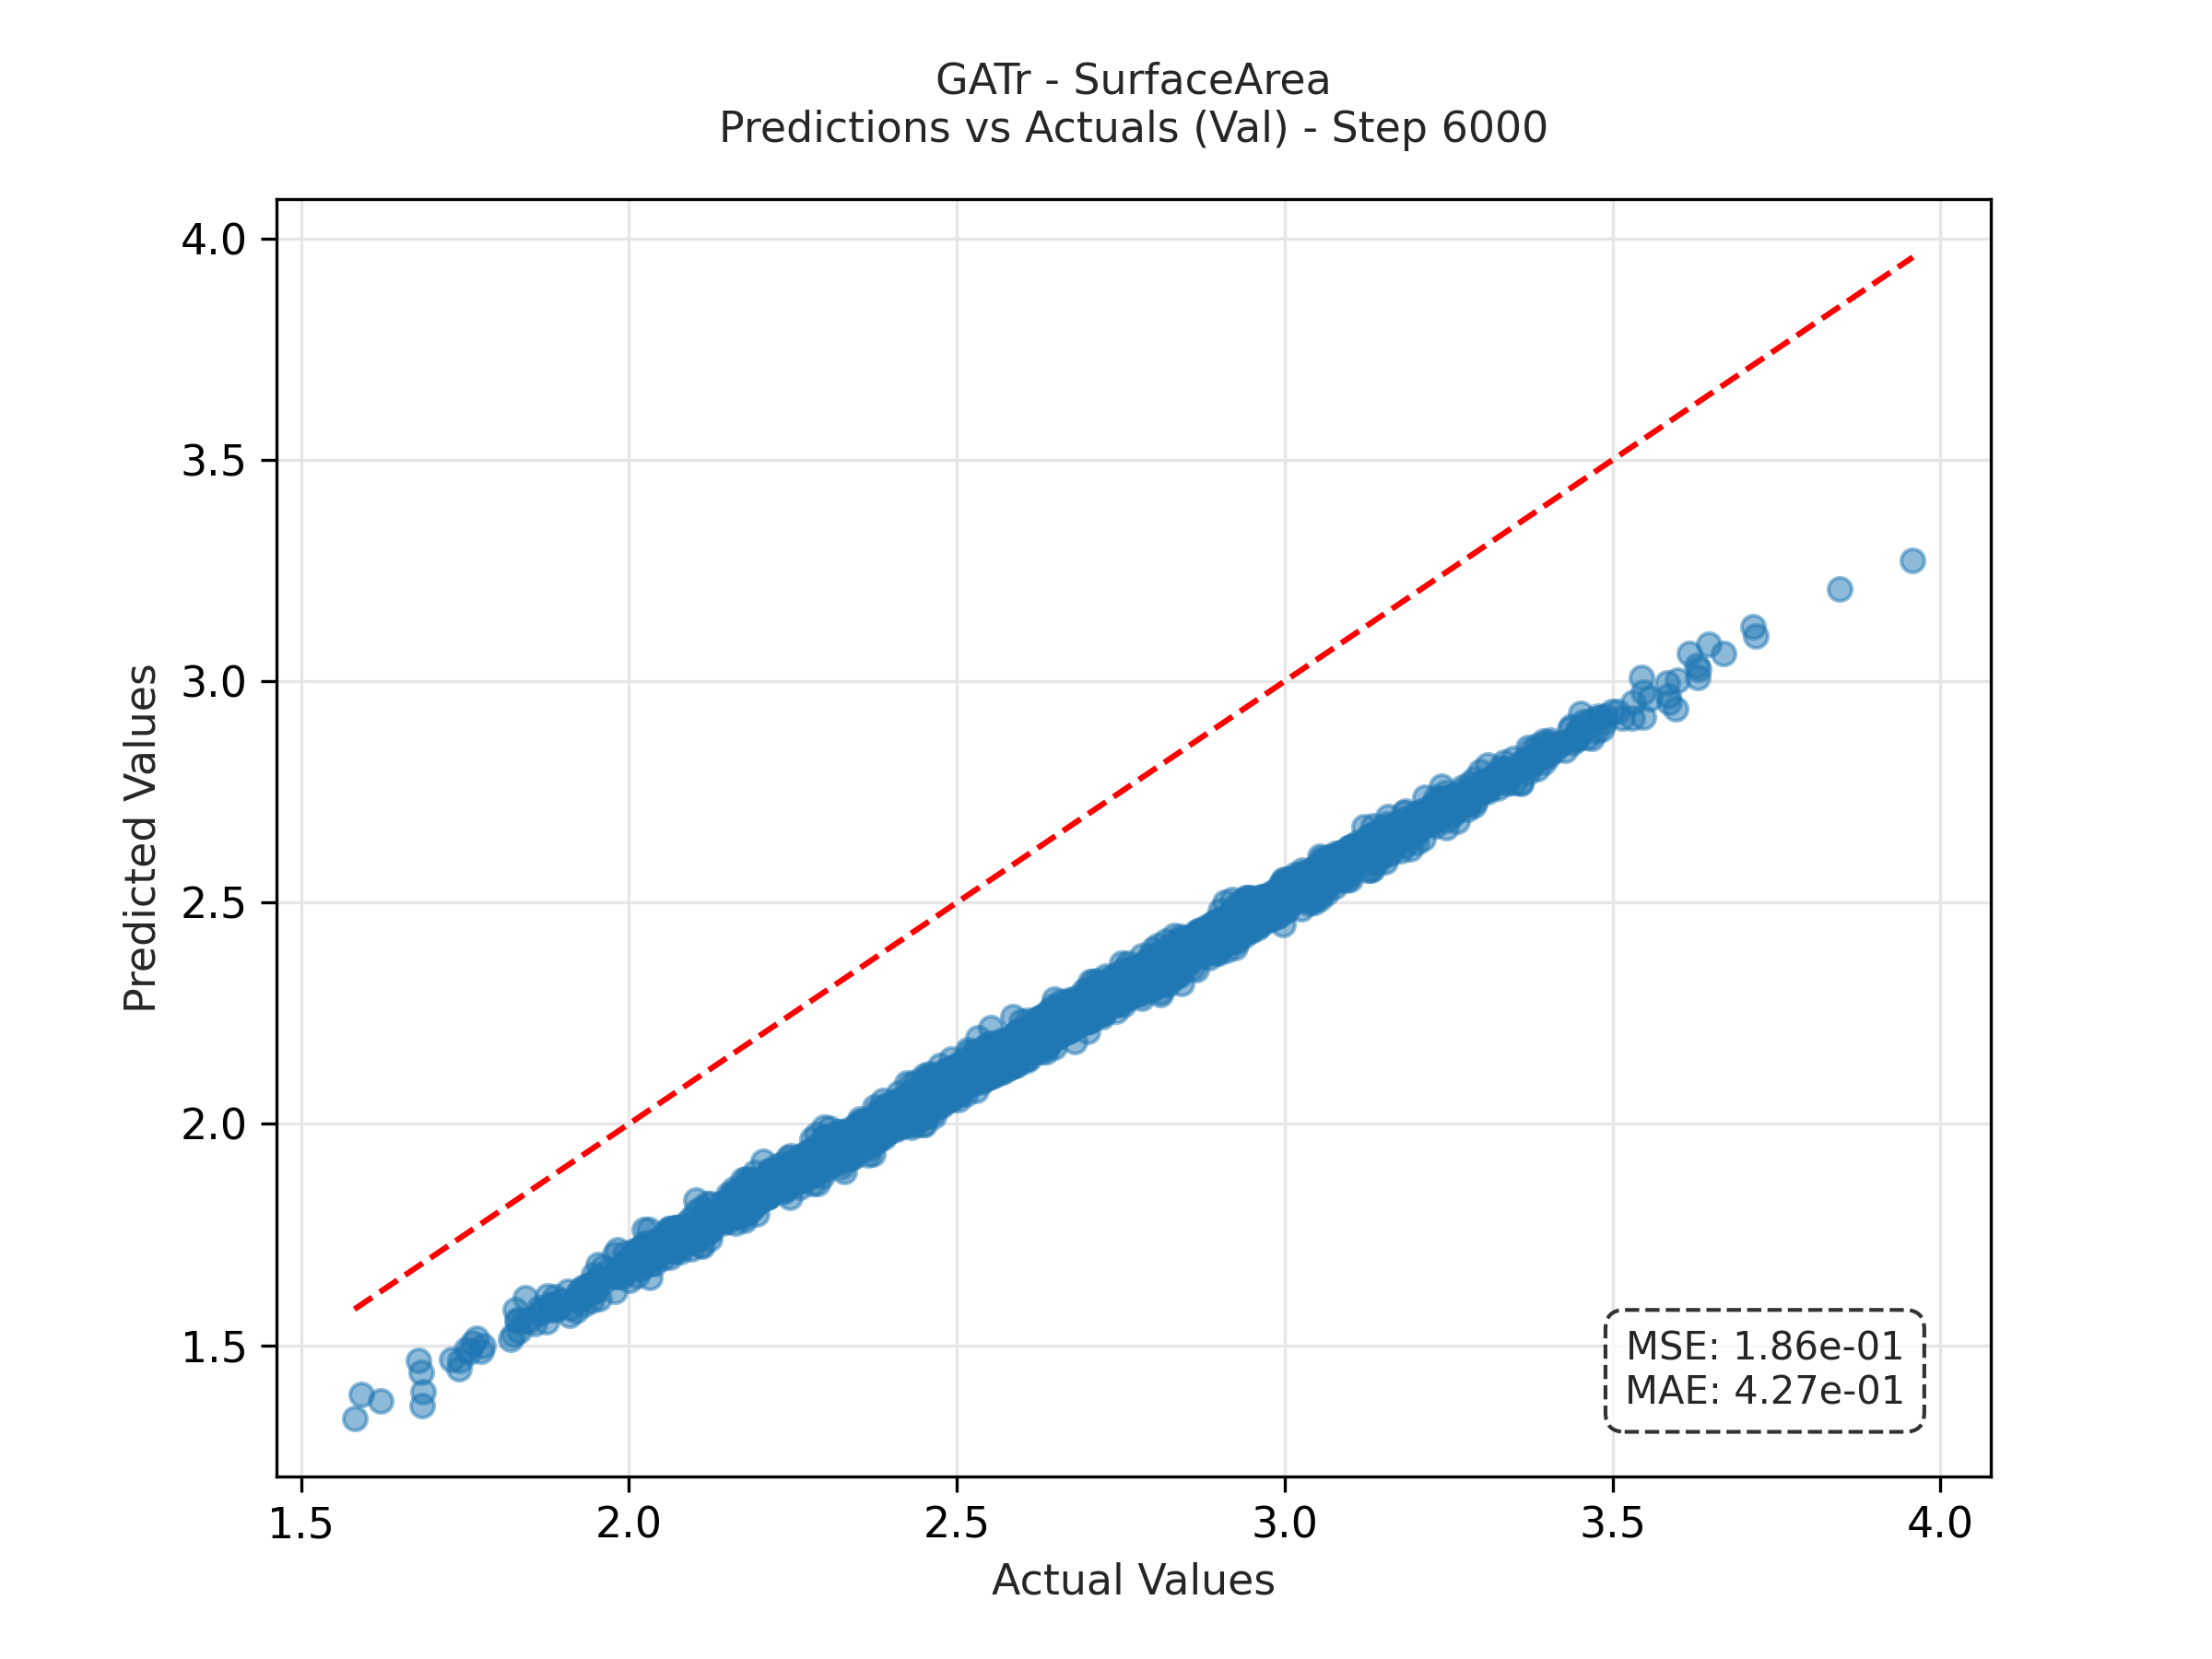 GATr - SurfaceArea
Predictions vs Actuals (Val) - Step 6000
4.0
3.5
3.0
2.5
2.0
1.5
Predicted Values
MSE: 1.86e-01
MAE: 4.27e-01
1.5 2.0 2.5 3.0 3.5 4.0
Actual Values